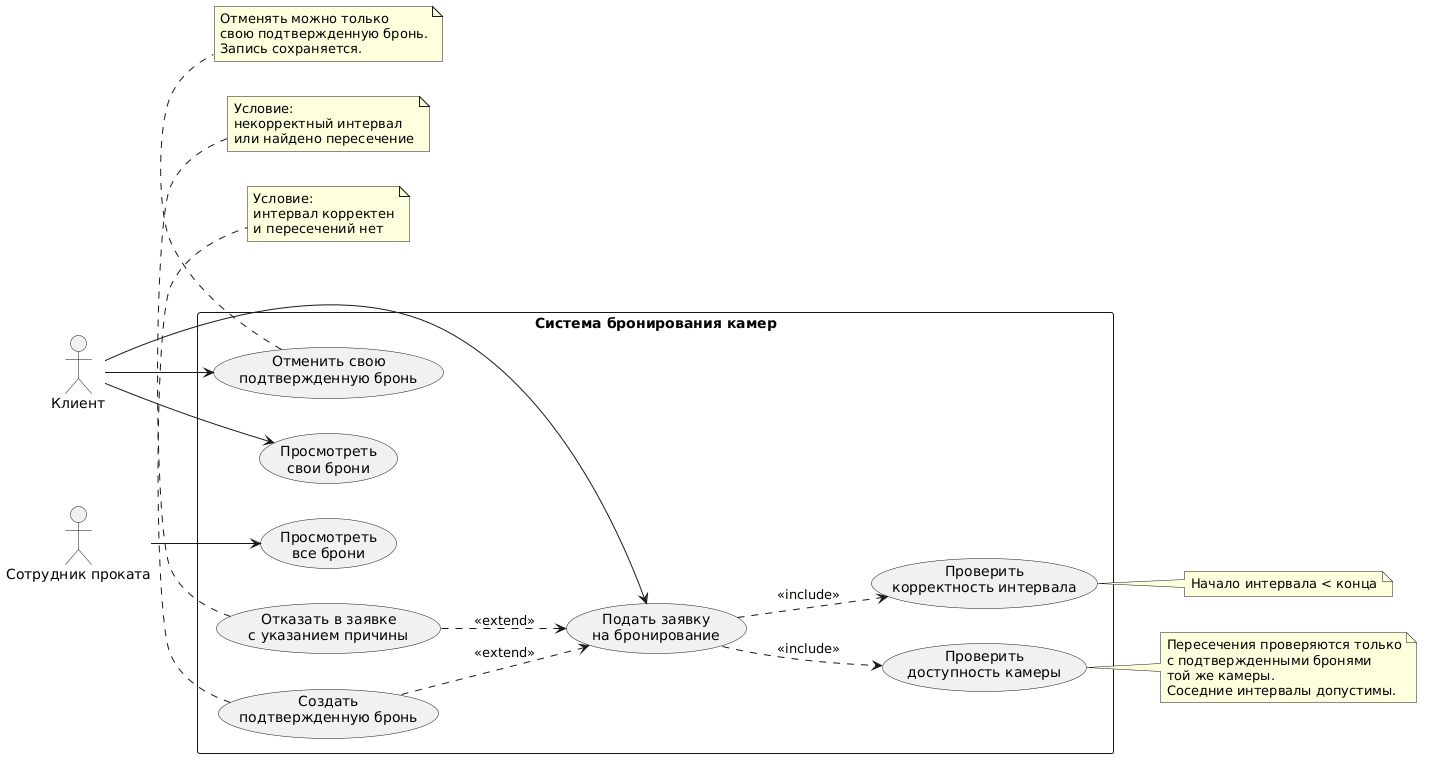 Отменять можно только
свою подтвержденную бронь.
Запись сохраняется.
Условие:
некорректный интервал
или найдено пересечение
Условие:
интервал корректен
и пересечений нет
Система бронирования камер
Клиент
Отменить свою
подтвержденную бронь
Просмотреть
свои брони
Сотрудник проката
Просмотреть
все брони
Отказать в заявке
с указанием причины
«extend»
Подать заявку
на бронирование
«include»
Проверить
корректность интервала
Начало интервала < конца
Создать
подтвержденную бронь
«extend»
«include»
Проверить
доступность камеры
Пересечения проверяются только
с подтвержденными бронями
той же камеры.
Соседние интервалы допустимы.